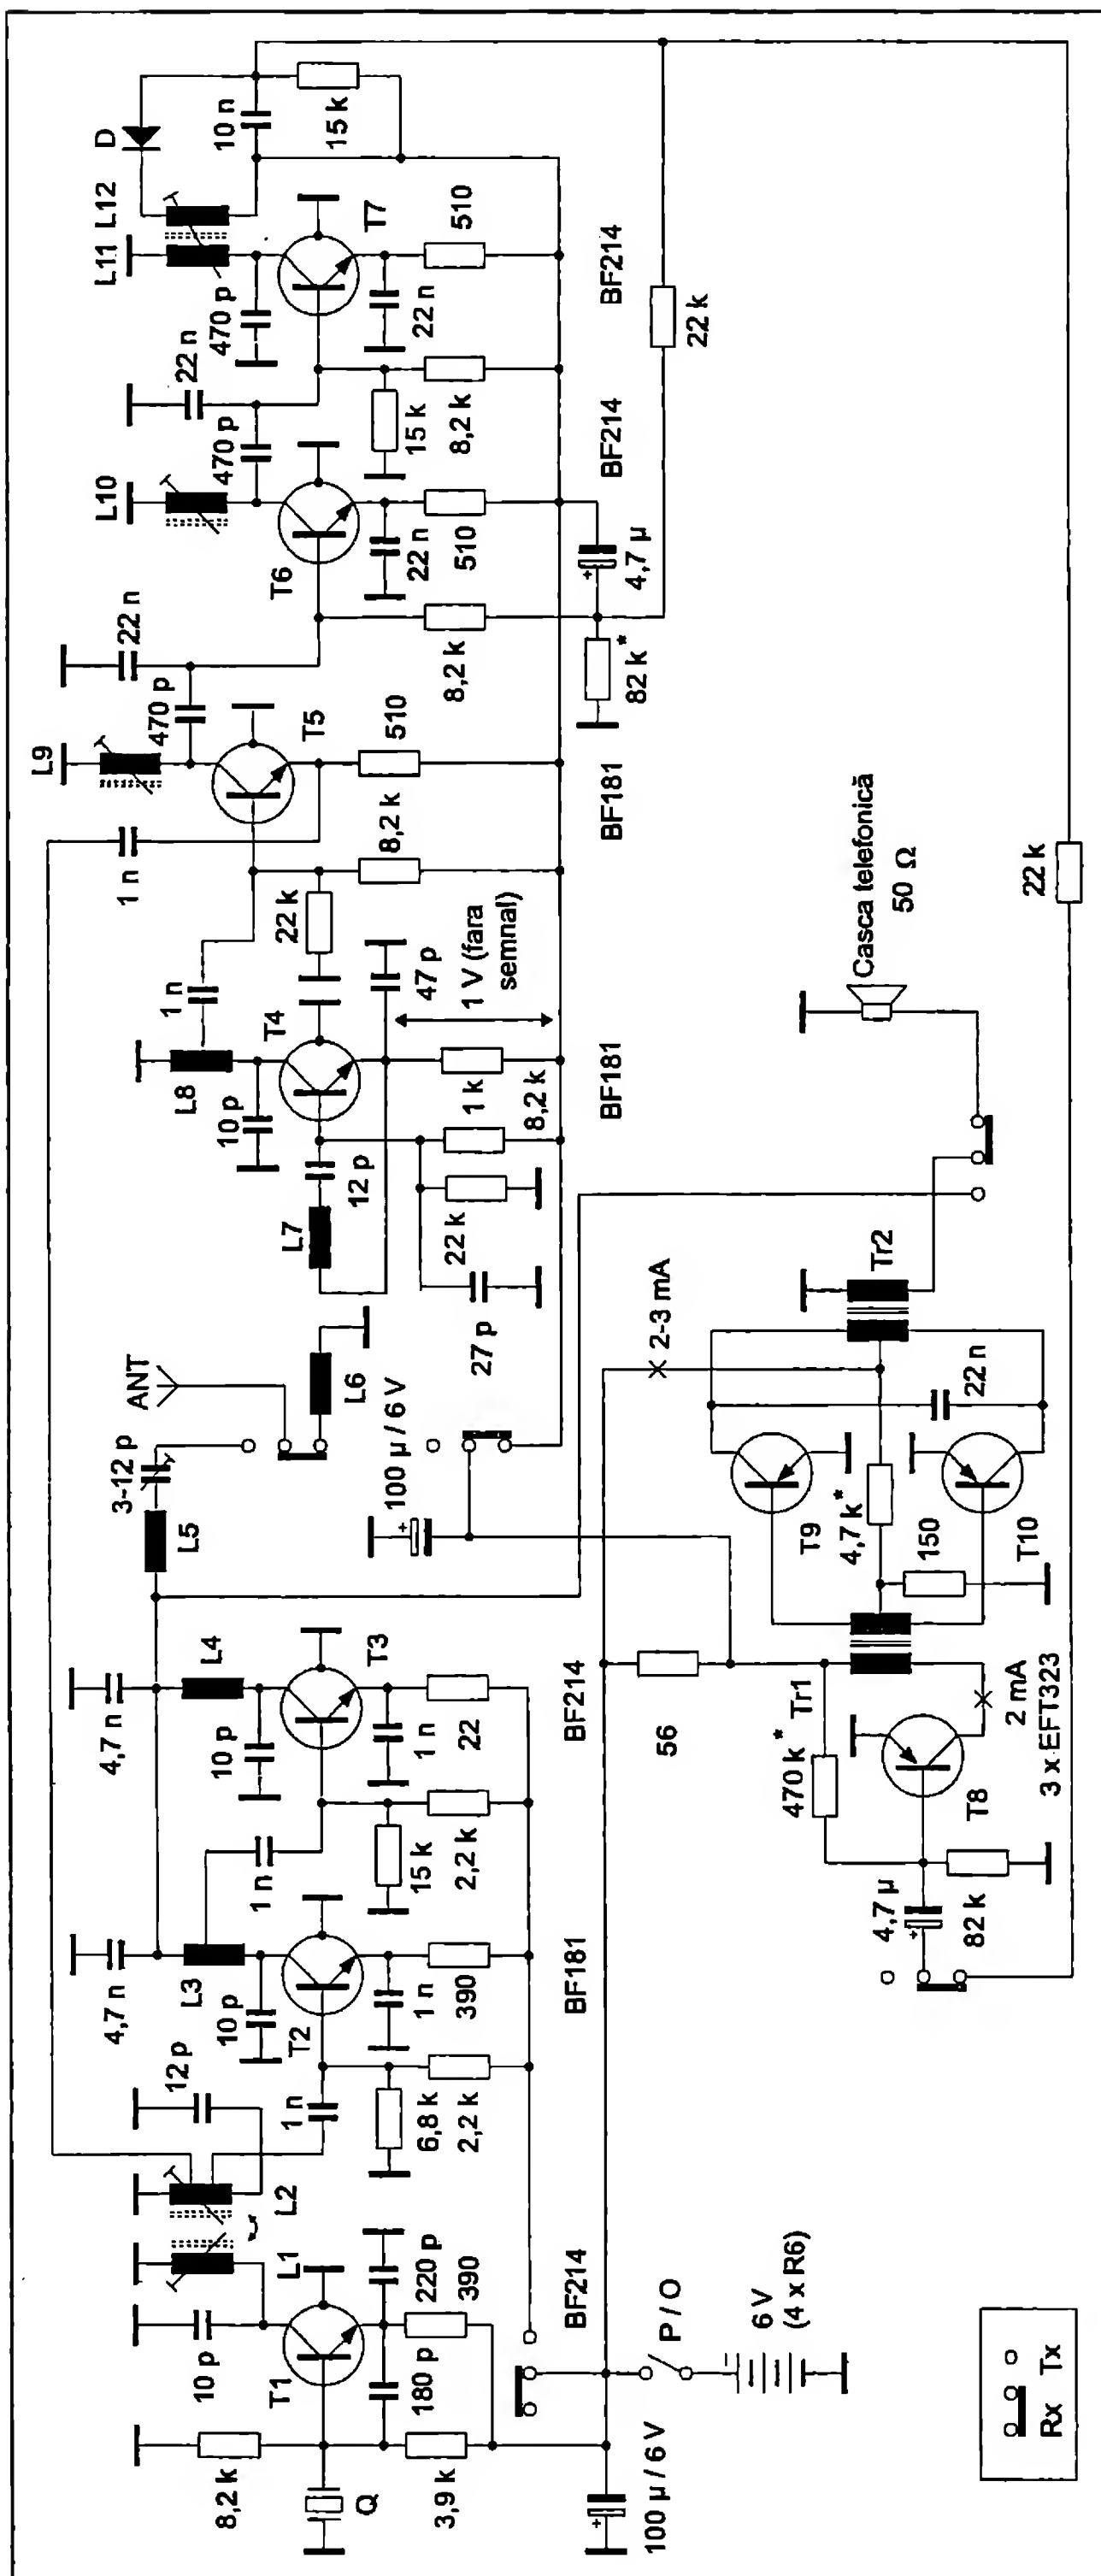 8,2 k
Q
3,9 k
100 µ / 6 V
+
10 p
T1
180 p
L1
220 p
390
BF214
P / O
6 V
(4 x R6)
Rx Tx
L2
12 p
1 n
6,8 k
2,2 k
4,7 n
L3
10 p
T2
1 n
390
BF181
1 n
15 k
2,2 k
4,7 n
L4
10 p
T3
1 n
22
BF214
56
L5
3-12 p
ANT
L6
100 µ / 6 V
+
27 p
22 k
L7
12 p
8,2 k
1 k
L8
10 p
T4
1 n
47 p
1 V (fara
semnal)
BF181
22 k
8,2 k
1 n
L9
470 p
T5
510
BF181
22 n
8,2 k
82 k *
4,7 µ
+
L10
470 p
T6
22 n
510
BF214
22 n
15 k
8,2 k
L11 L12
470 p
T7
22 n
510
BF214
D
10 n
15 k
22 k
22 k
4,7 µ
+
82 k
T8
470 k *
Tr1
2 mA
3 x EFT323
T9
4,7 k *
150
T10
22 n
Tr2
2-3 mA
Casca telefonică
50 Ω